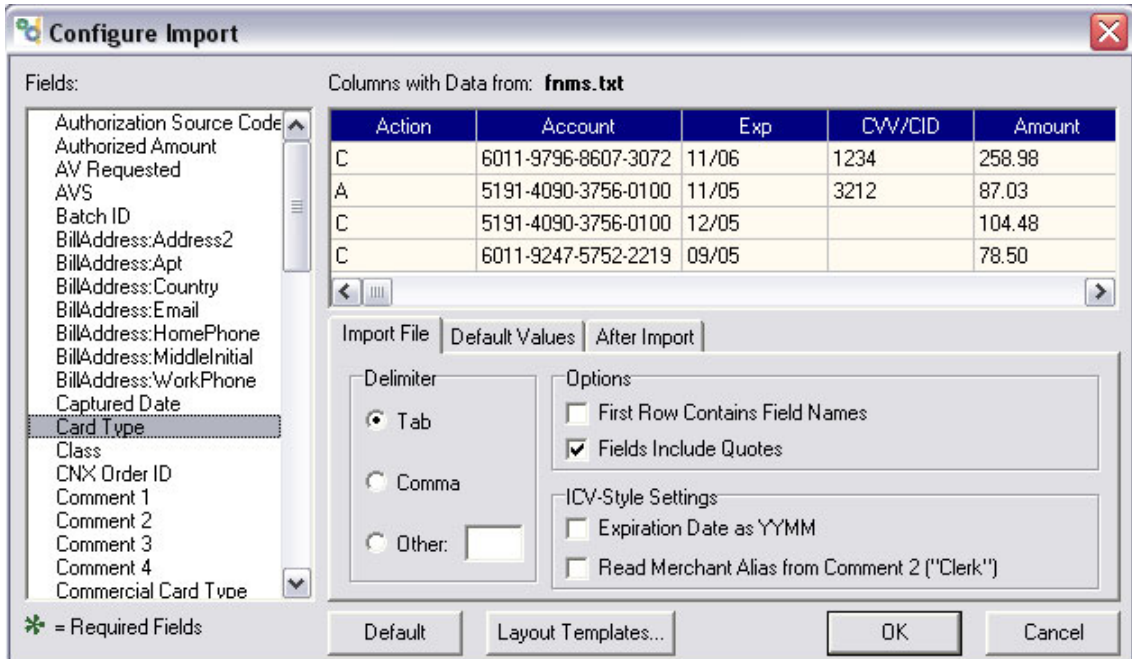 Configure Import
Fields:
Columns with Data from: fnms.txt
Authorization Source Code
Authorized Amount
AV Requested
AVS
Batch ID
BillAddress:Address2
BillAddress:Apt
BillAddress:Country
BillAddress:Email
BillAddress:HomePhone
BillAddress:MiddleInitial
BillAddress:WorkPhone
Captured Date
Card Type
Class
CNX Order ID
Comment 1
Comment 2
Comment 3
Comment 4
Commercial Card Type
* = Required Fields
Action Account Exp CVV/CID Amount
C 6011-9796-8607-3072 11/06 1234 258.98
A 5191-4090-3756-0100 11/05 3212 87.03
C 5191-4090-3756-0100 12/05 104.48
C 6011-9247-5752-2219 09/05 78.50
Import File Default Values After Import
Delimiter
Tab
Comma
Other:
Options
First Row Contains Field Names
Fields Include Quotes
ICV-Style Settings
Expiration Date as YYMM
Read Merchant Alias from Comment 2 ("Clerk")
Default Layout Templates... OK Cancel